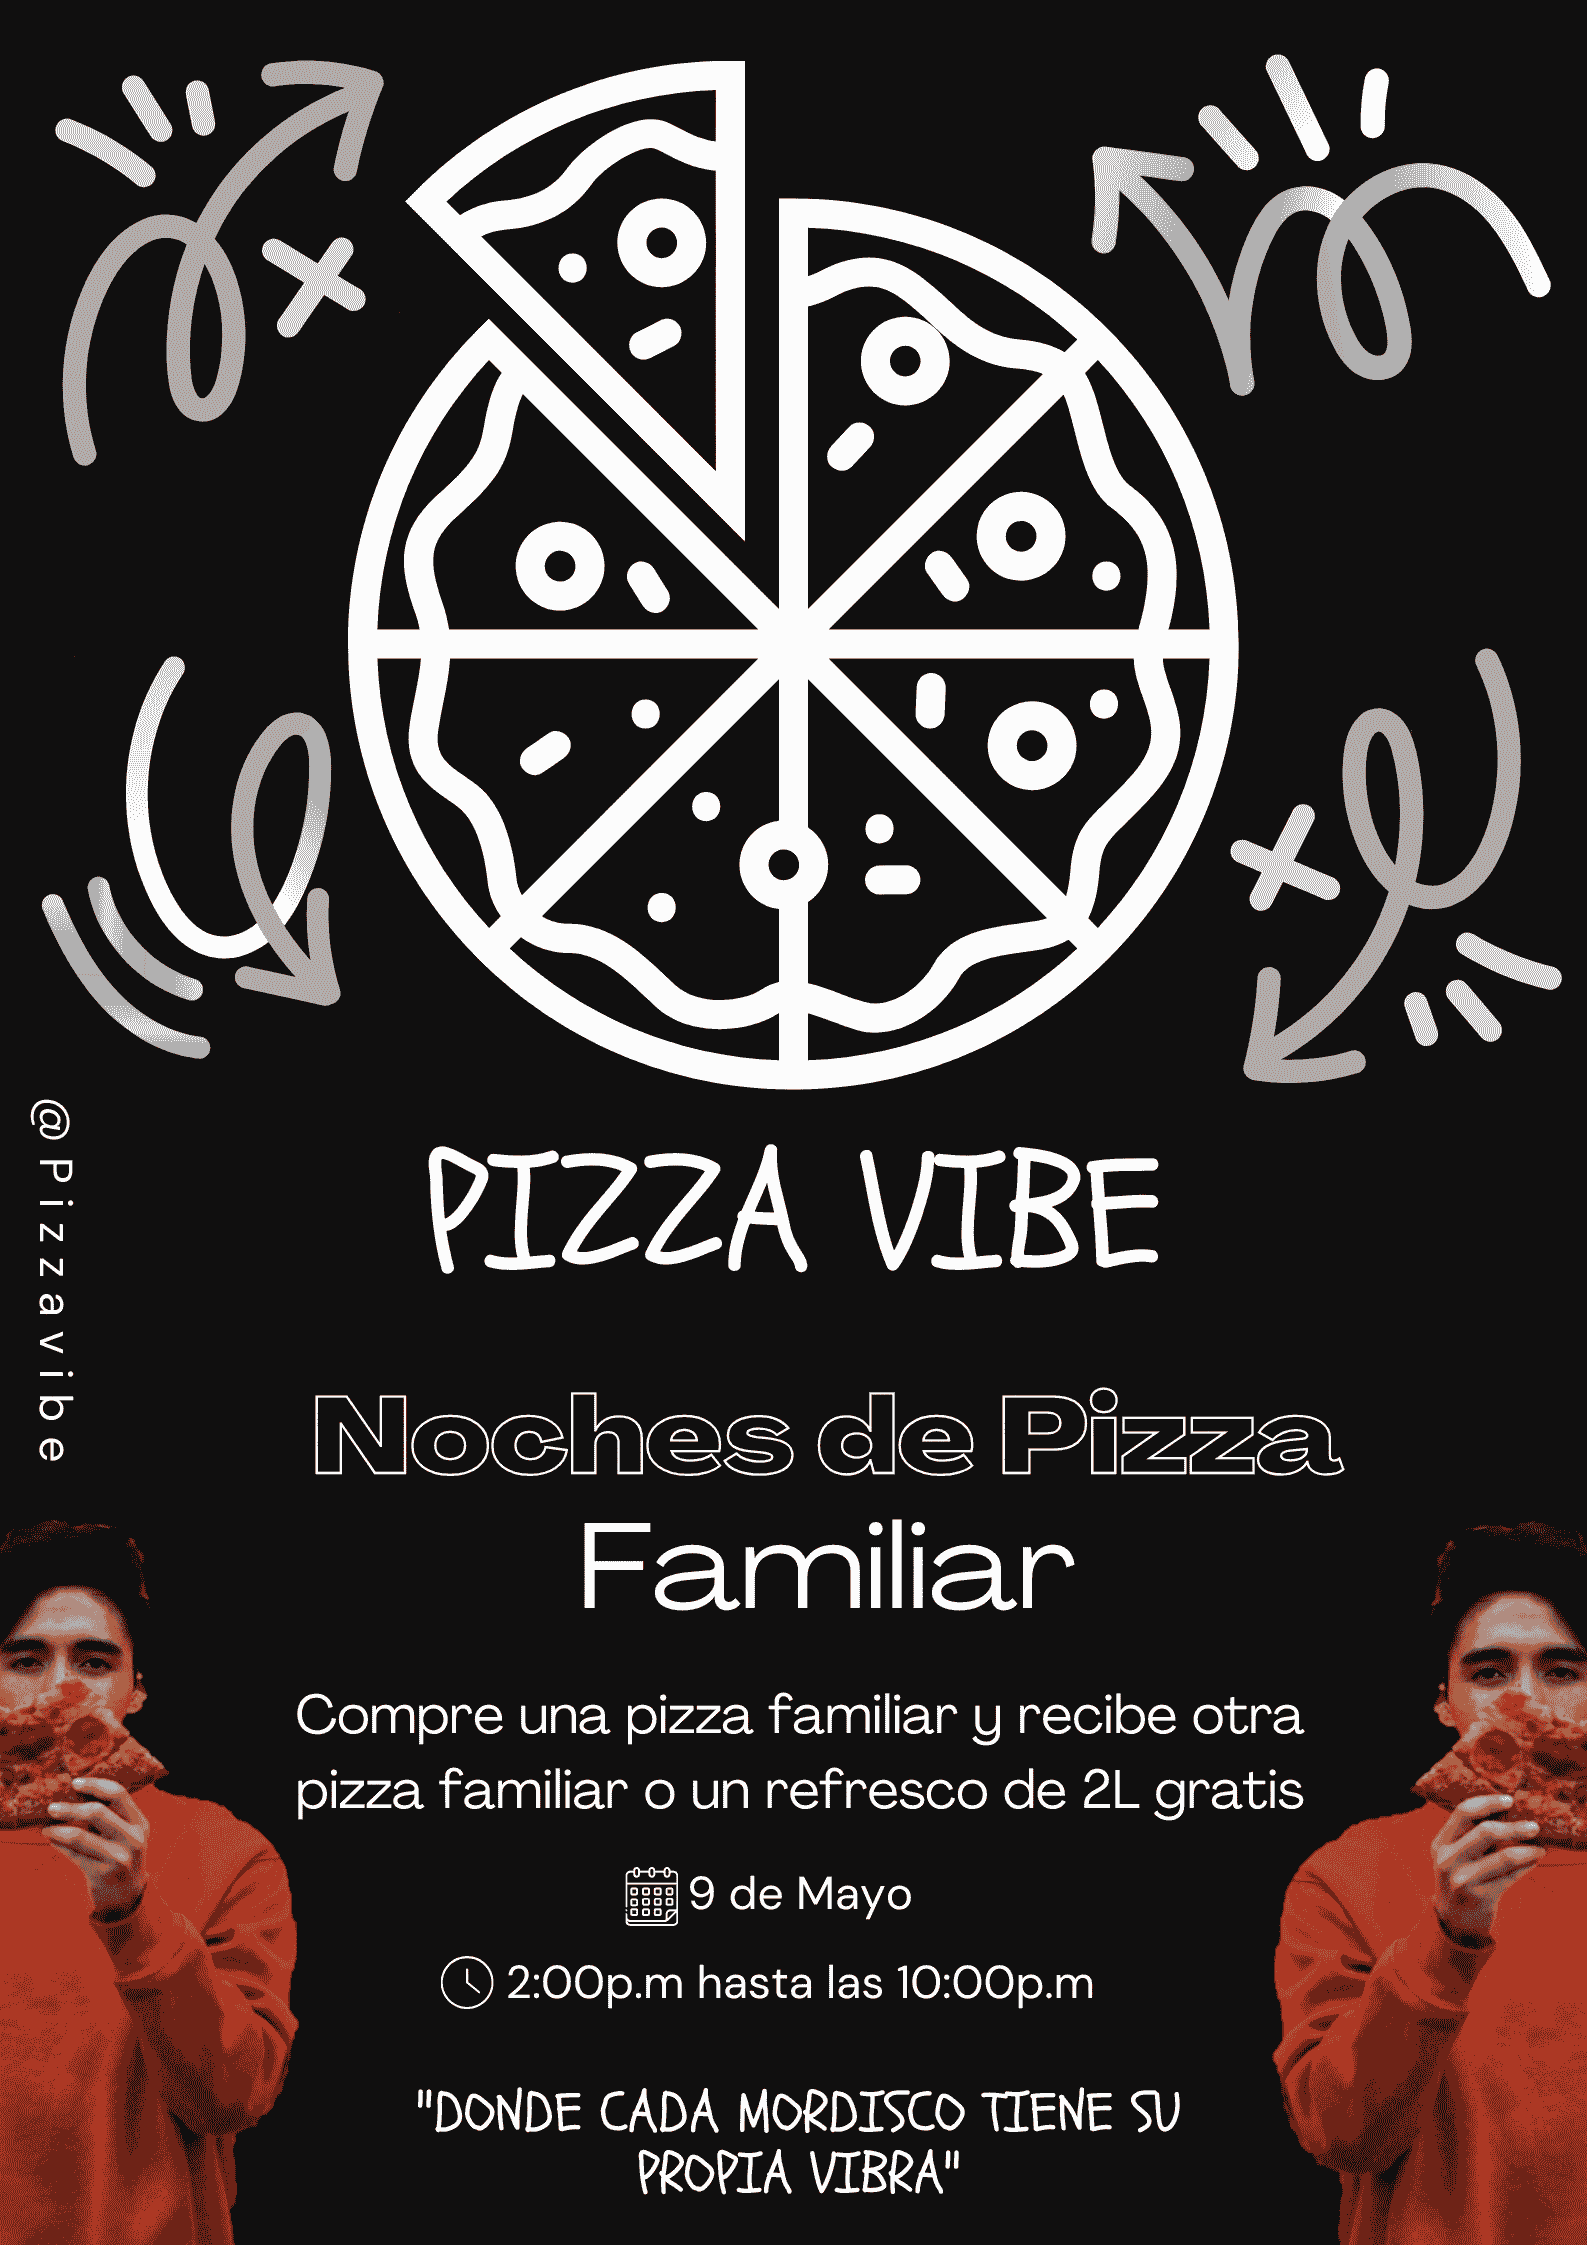 @Pizzavibe
PIZZA VIBE
Noches de Pizza
Familiar
Compre una pizza familiar y recibe otra
pizza familiar o un refresco de 2L gratis
9 de Mayo
2:00p.m hasta las 10:00p.m
"DONDE CADA MORDISCO TIENE SU
PROPIA VIBRA"